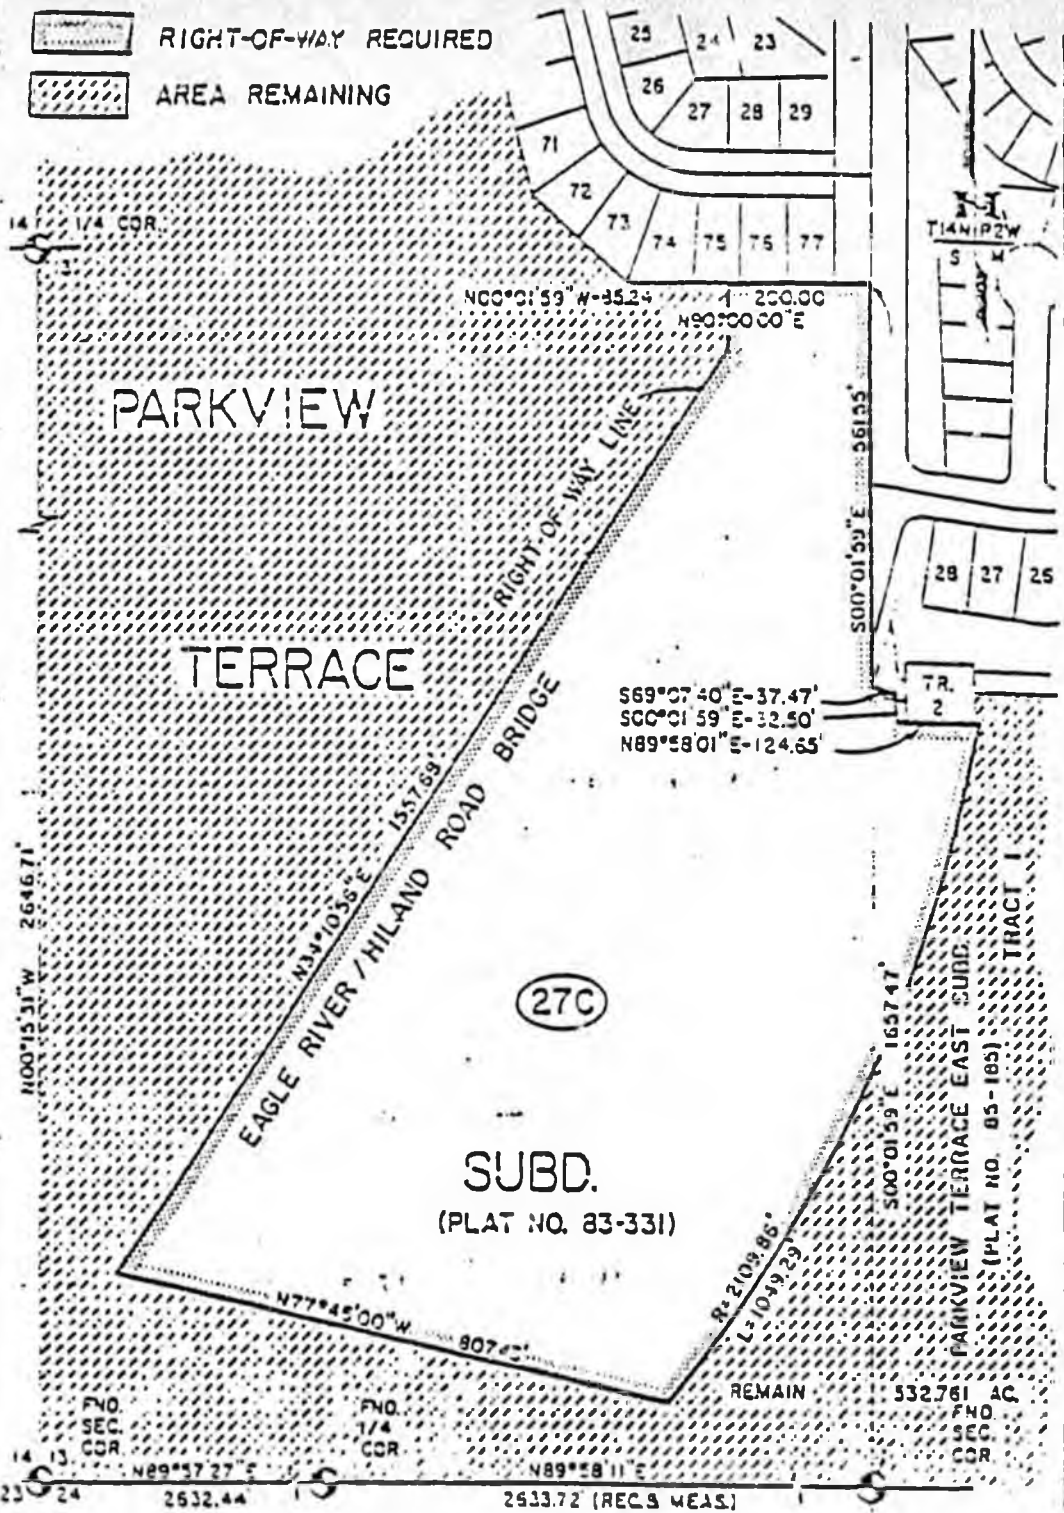 RIGHT-OF-WAY REQUIRED
AREA REMAINING
25
24
23
26
27
28
29
71
72
73
74
75
76
77
14
1/4 COR.
13
T14N R2W
S M
N00°01'59"W-85.24
200.00
N90°00'00"E
PARKVIEW
RIGHT-OF-WAY LINE
S00°01'59"E 561.55'
28
27
26
TERRACE
TR.
2
S69°07'40"E-37.47'
S00°01'59"E-32.50'
N89°58'01"E-124.65'
N34°10'56"E 1557.69'
EAGLE RIVER / HILAND ROAD BRIDGE
N00°15'31"W 2646.71'
27C
S00°01'59"E 1657.47'
PARKVIEW TERRACE EAST SUBD.
(PLAT NO. 85-185)
TRACT 1
SUBD.
(PLAT NO. 83-331)
R=2109.86'
L=1049.29'
N77°45'00"W
REMAIN
532.761 AC.
FND.
SEC.
COR.
FND.
1/4
COR.
FND.
SEC.
COR.
14 13
23 24
N89°57'27"E
2632.44
N89°58'11"E
2633.72' (REC. & MEAS.)